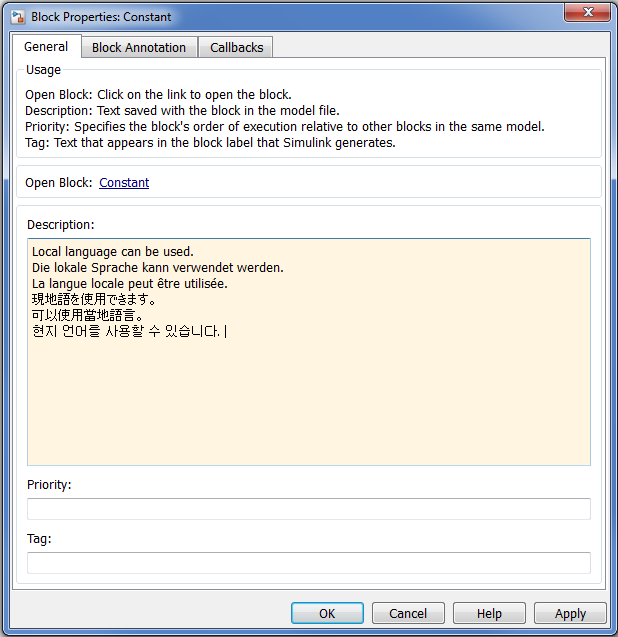 Block Properties: Constant
General
Block Annotation
Callbacks
Usage
Open Block: Click on the link to open the block.
Description: Text saved with the block in the model file.
Priority: Specifies the block's order of execution relative to other blocks in the same model.
Tag: Text that appears in the block label that Simulink generates.
Open Block: Constant
Description:
Local language can be used.
Die lokale Sprache kann verwendet werden.
La langue locale peut être utilisée.
現地語を使用できます。
可以使用當地語言。
현지 언어를 사용할 수 있습니다.
Priority:
Tag:
OK
Cancel
Help
Apply